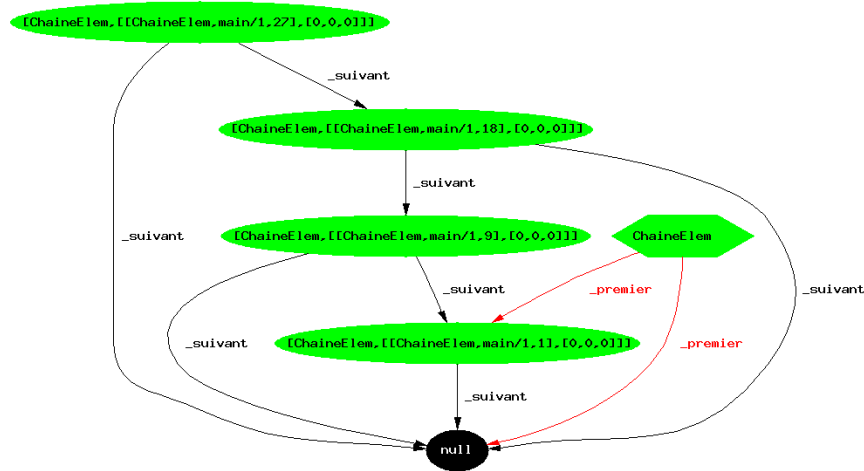 [ChaineElem,[[ChaineElem,main/1,27],[0,0,0]]]
_suivant
[ChaineElem,[[ChaineElem,main/1,18],[0,0,0]]]
_suivant
_suivant
[ChaineElem,[[ChaineElem,main/1,9],[0,0,0]]]
ChaineElem
_suivant
_premier
_suivant
_suivant
[ChaineElem,[[ChaineElem,main/1,1],[0,0,0]]]
_premier
_suivant
null